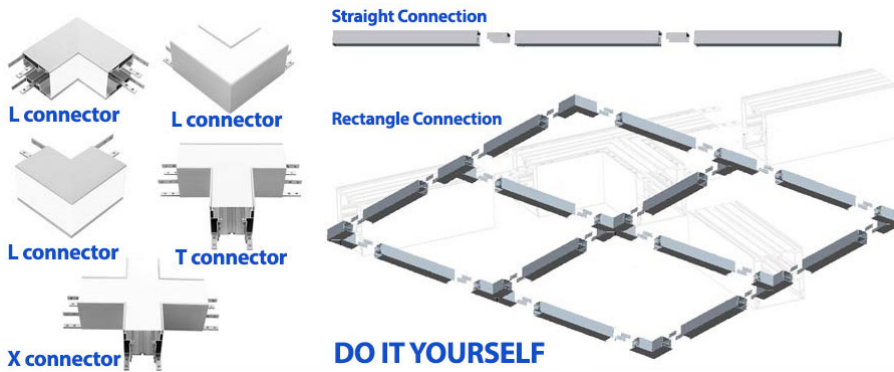 L connector
L connector
L connector
T connector
X connector
Straight Connection
Rectangle Connection
DO IT YOURSELF